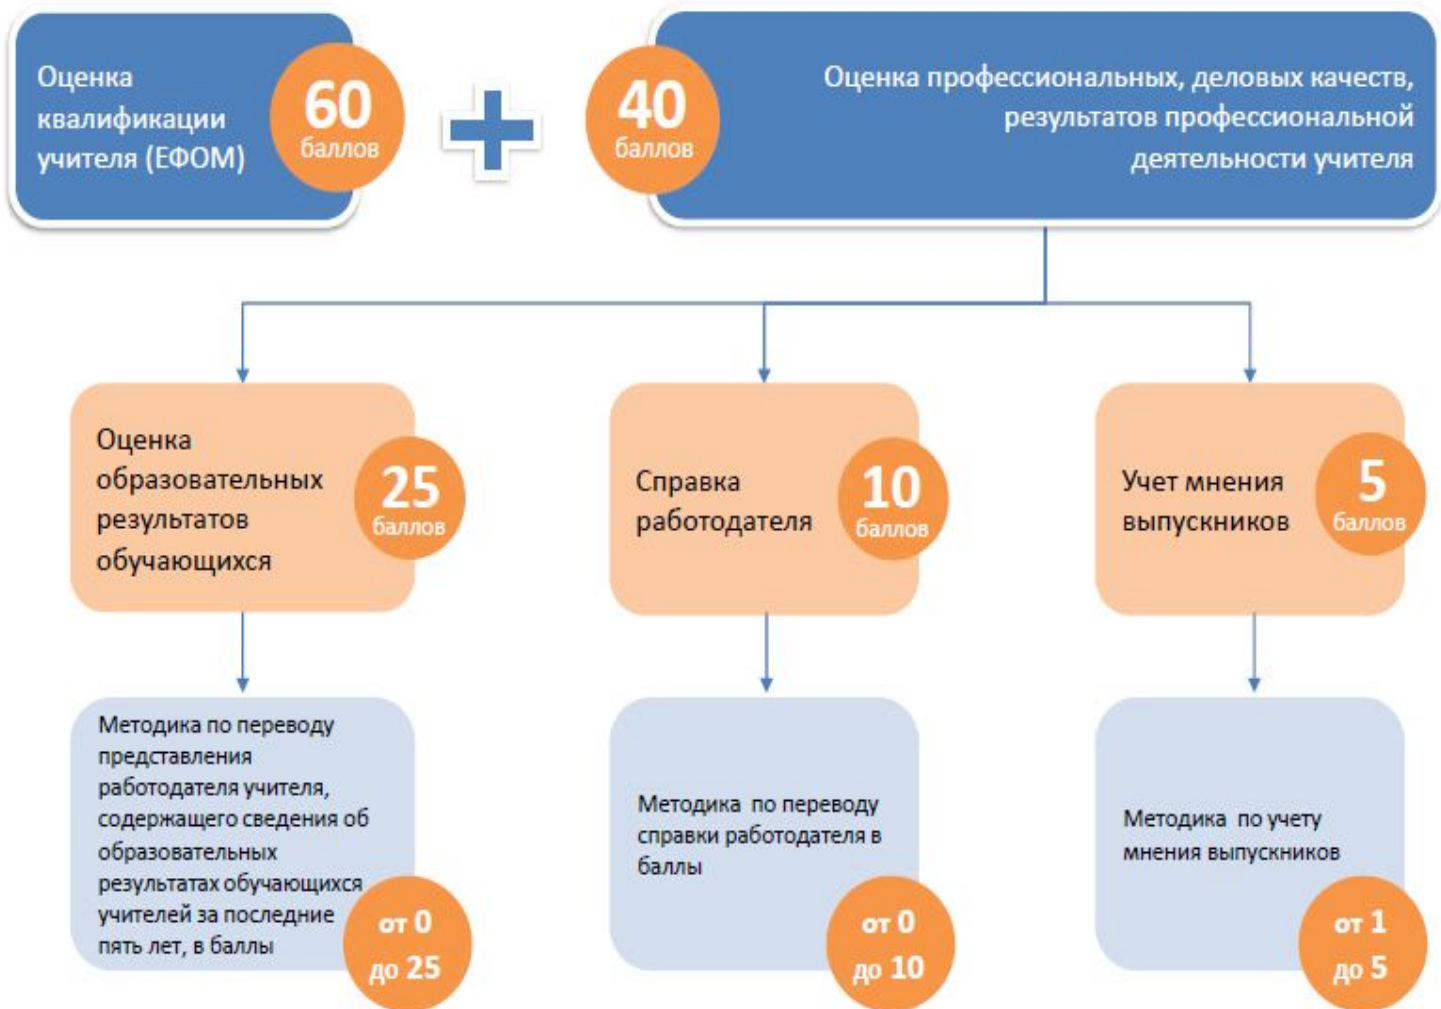 Оценка
квалификации
учителя (ЕФОМ)
60
баллов
40
баллов
Оценка профессиональных, деловых качеств,
результатов профессиональной
деятельности учителя
Оценка
образовательных
результатов
обучающихся
25
баллов
Справка
работодателя
10
баллов
Учет мнения
выпускников
5
баллов
Методика по переводу
представления
работодателя учителя,
содержащего сведения об
образовательных
результатах обучающихся
учителей за последние
пять лет, в баллы
от 0
до 25
Методика по переводу
справки работодателя в
баллы
от 0
до 10
Методика по учету
мнения выпускников
от 1
до 5